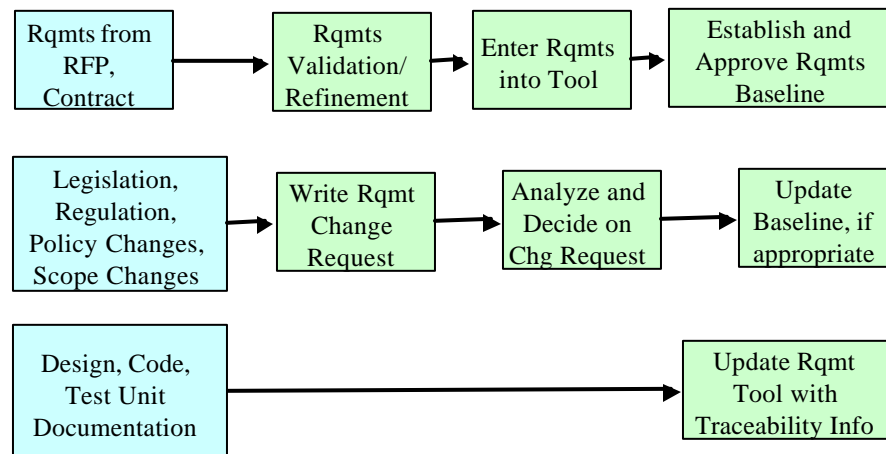 Rqmts from
RFP,
Contract
Rqmts
Validation/
Refinement
Enter Rqmts
into Tool
Establish and
Approve Rqmts
Baseline
Legislation,
Regulation,
Policy Changes,
Scope Changes
Write Rqmt
Change
Request
Analyze and
Decide on
Chg Request
Update
Baseline, if
appropriate
Design, Code,
Test Unit
Documentation
Update Rqmt
Tool with
Traceability Info